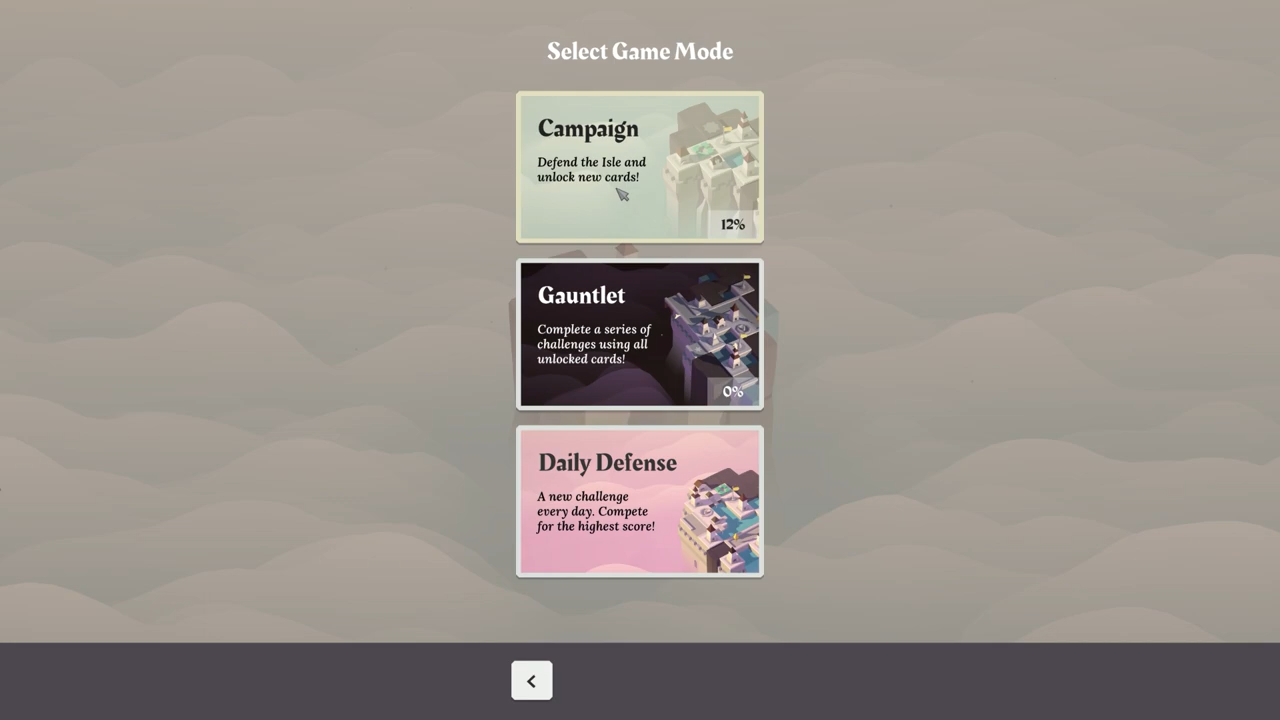 Select Game Mode
Campaign
Defend the Isle and
unlock new cards!
12%
Gauntlet
Complete a series of
challenges using all
unlocked cards!
0%
Daily Defense
A new challenge
every day. Compete
for the highest score!